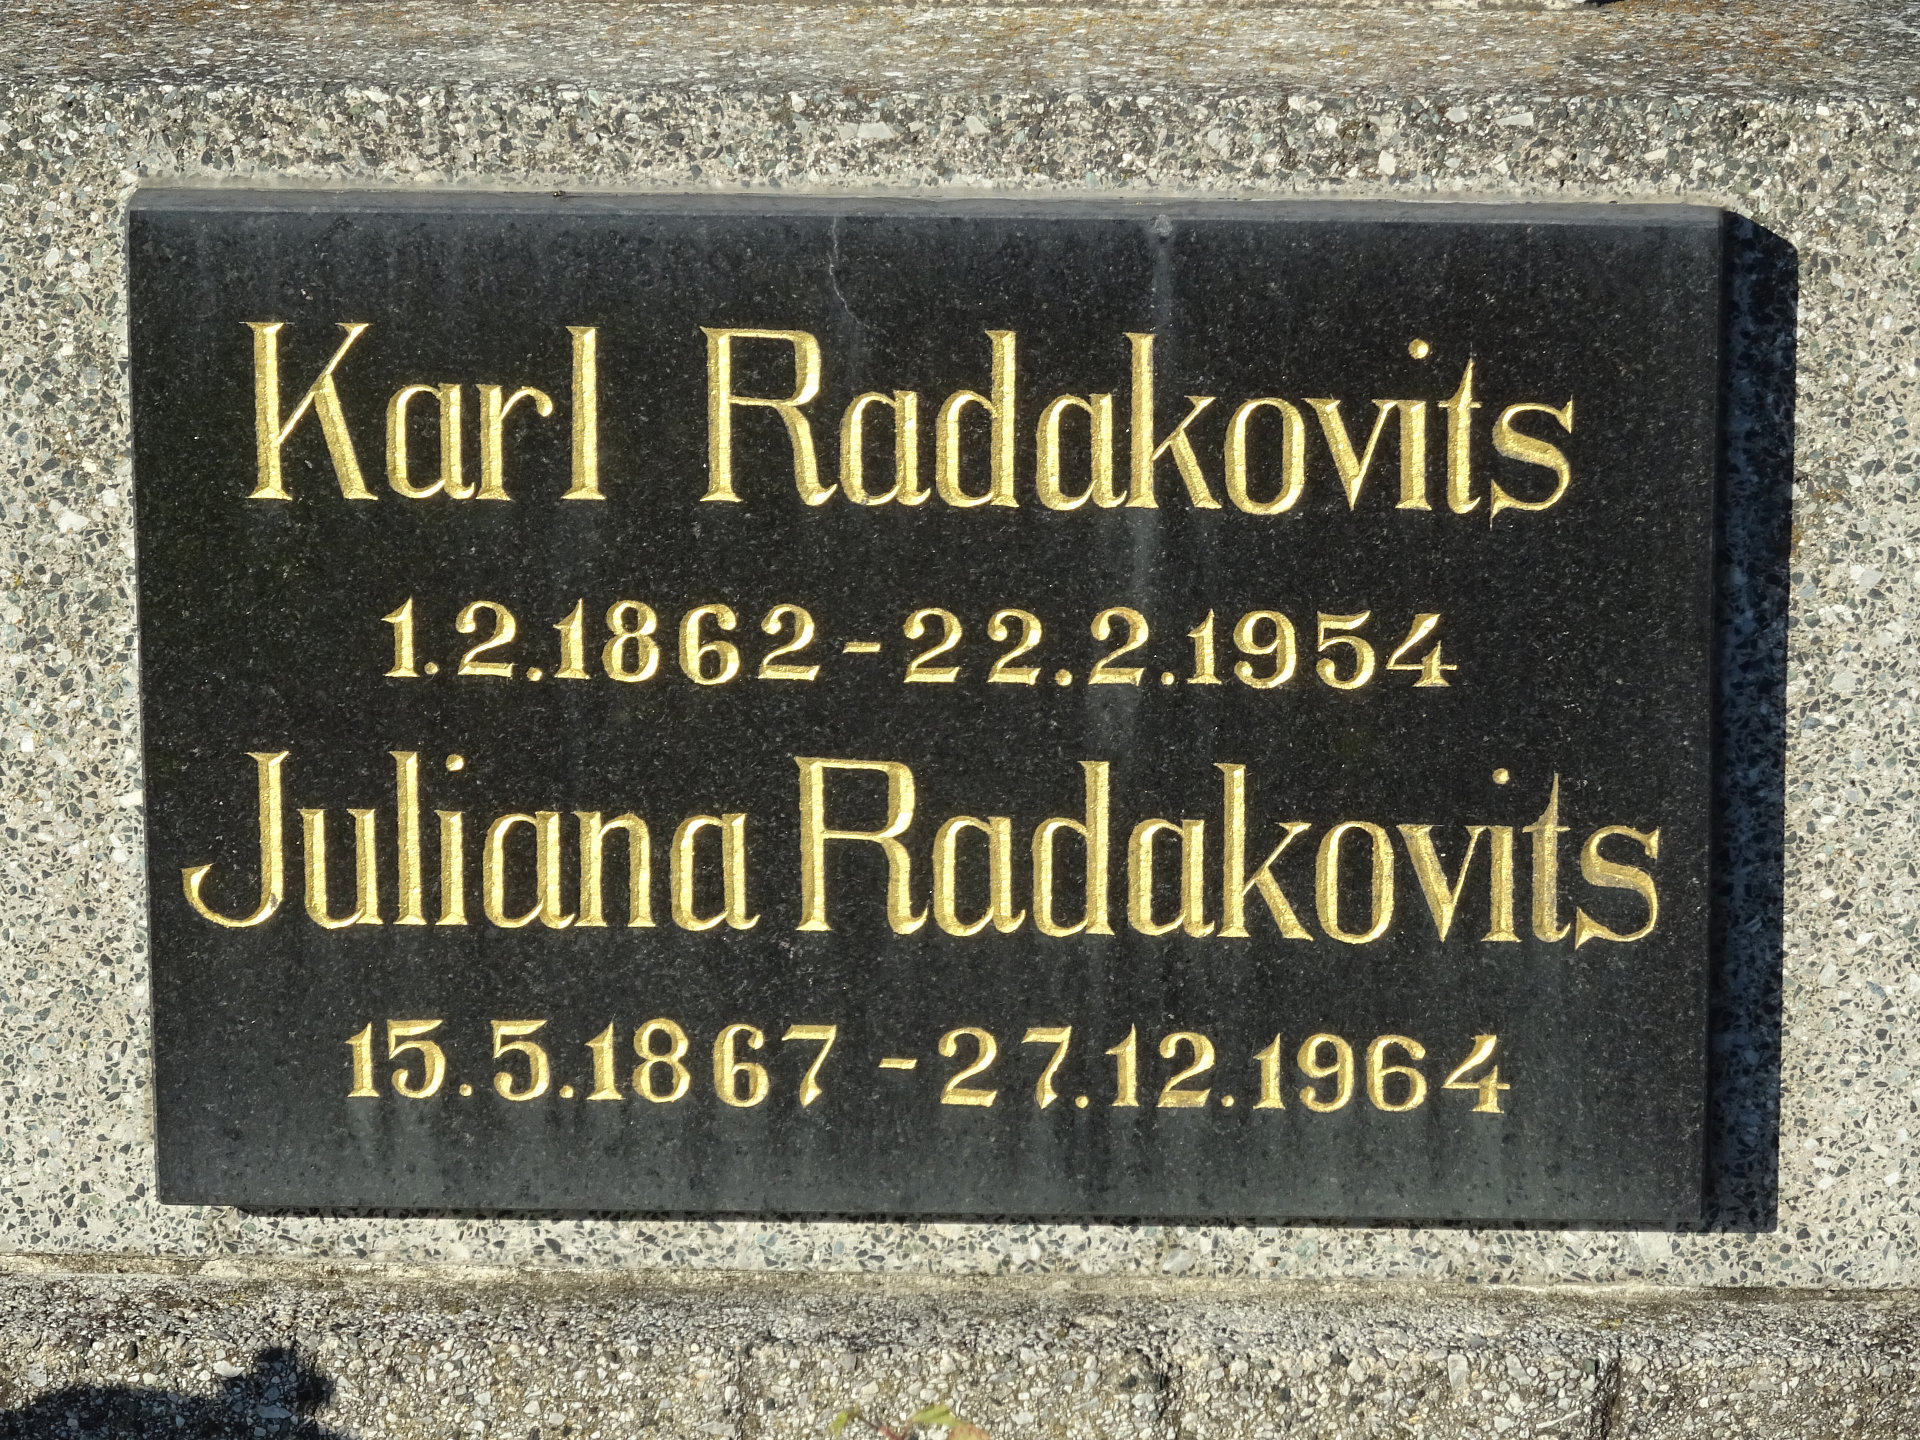 Karl Radakovits
1.2.1862 - 22.2.1954
Juliana Radakovits
15.5.1867 - 27.12.1964